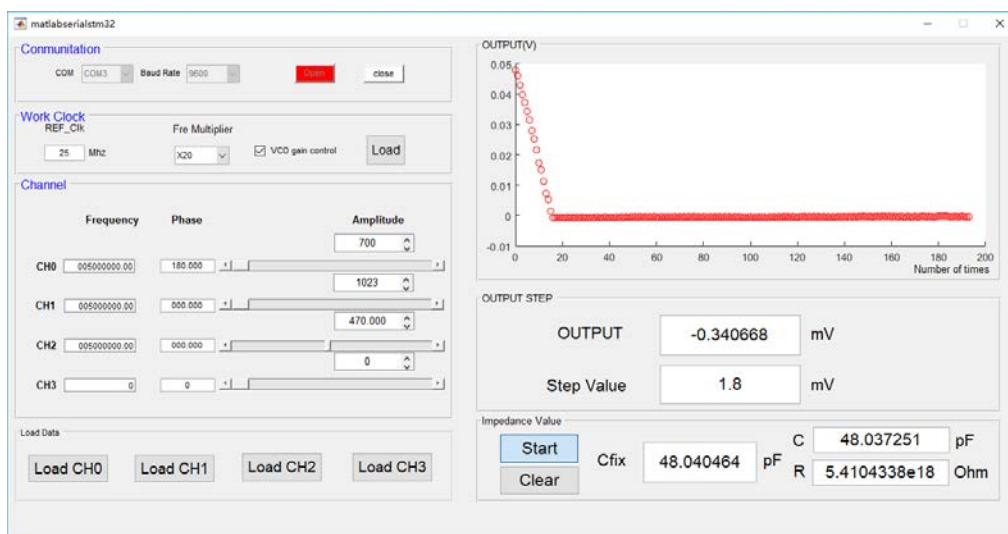 matlabserialstm32
Conmunitation
COM COM3 Baud Rate 9600 Open close
Work Clock
REF_Clk Fre Multiplier
25 Mhz X20 VCO gain control Load
Channel
Frequency Phase Amplitude
700
CH0 005000000.00 180.000
1023
CH1 005000000.00 000.000
470.000
CH2 005000000.00 000.000
0
CH3 0 0
Load Data
Load CH0 Load CH1 Load CH2 Load CH3
OUTPUT(V)
0.05
0.04
0.03
0.02
0.01
0
-0.01
0 20 40 60 80 100 120 140 160 180 200
Number of times
OUTPUT STEP
OUTPUT -0.340668 mV
Step Value 1.8 mV
Impedance Value
Start Cfix 48.040464 pF C 48.037251 pF
Clear R 5.4104338e18 Ohm